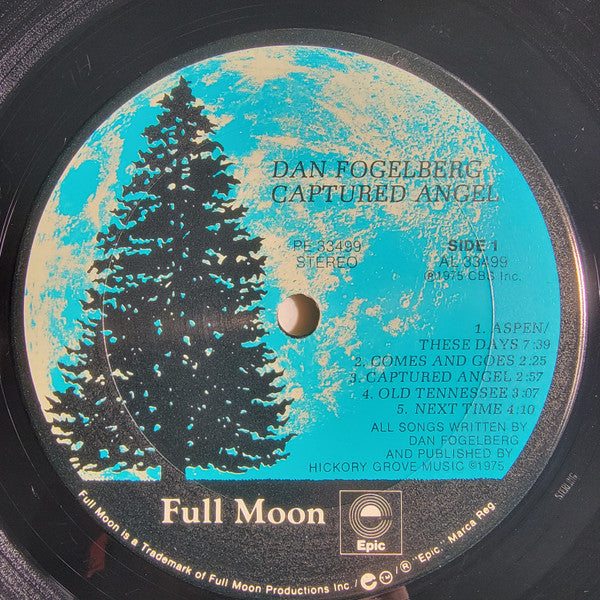 DAN FOGELBERG
CAPTURED ANGEL
PE 33499
STEREO
SIDE 1
AL 33499
℗1975 CBS Inc.
1. ASPEN/
THESE DAYS 7:39
2. COMES AND GOES 2:25
3. CAPTURED ANGEL 2:57
4. OLD TENNESSEE 3:07
5. NEXT TIME 4:10
ALL SONGS WRITTEN BY
DAN FOGELBERG
AND PUBLISHED BY
HICKORY GROVE MUSIC ©1975
Full Moon
e
Epic
Full Moon is a Trademark of Full Moon Productions Inc. / e TM / ® "Epic," Marca Reg.